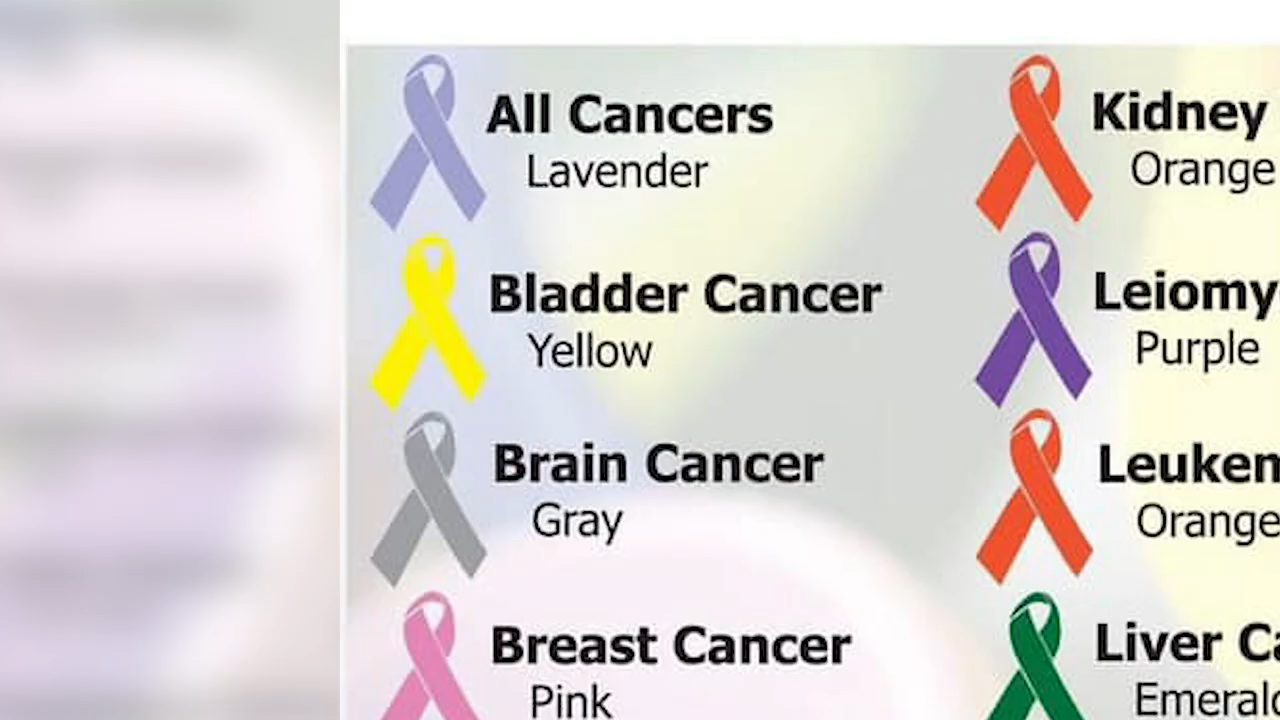 All Cancers
Lavender
Bladder Cancer
Yellow
Brain Cancer
Gray
Breast Cancer
Pink
Kidney
Orange
Purple
Orange
Liver